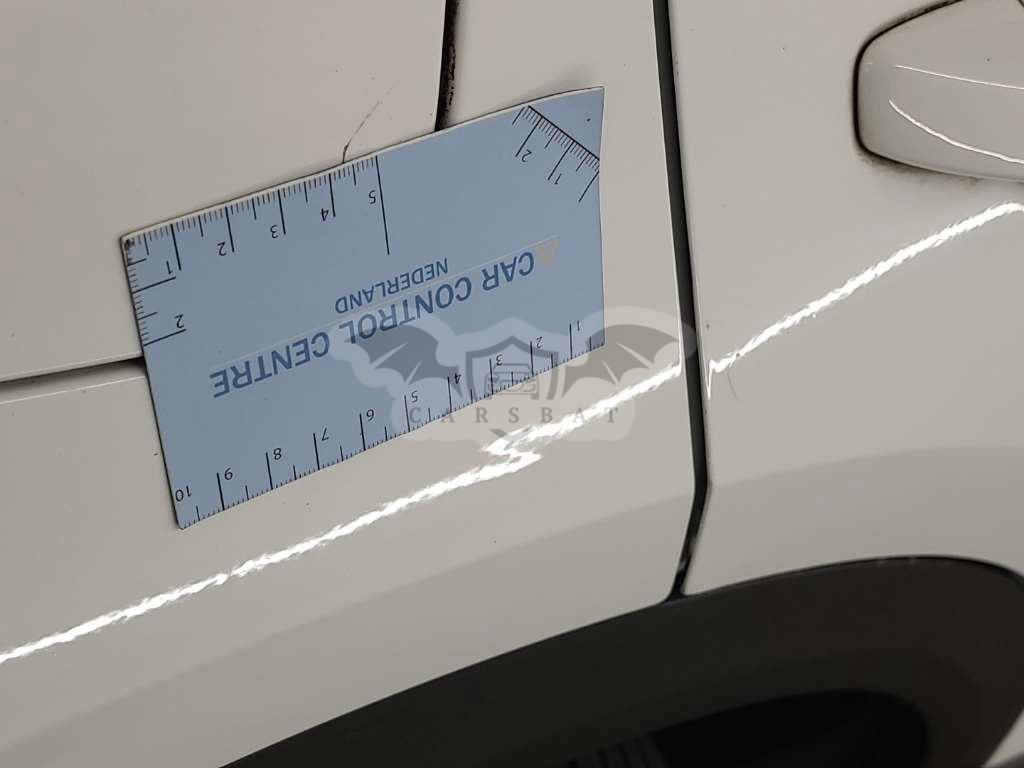 1 2 3 4 5
1
2
2
1
CAR CONTROL CENTRE
NEDERLAND
1 2 3 4 5 6 7 8 9 10
CARSBAT